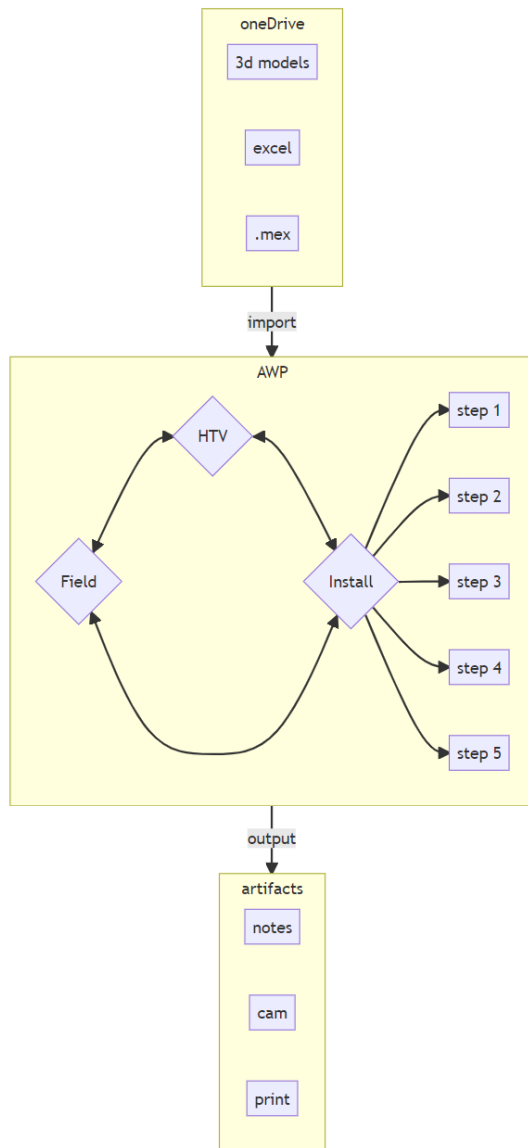 oneDrive
3d models
excel
.mex
import
AWP
HTV
Field
Install
step 1
step 2
step 3
step 4
step 5
output
artifacts
notes
cam
print